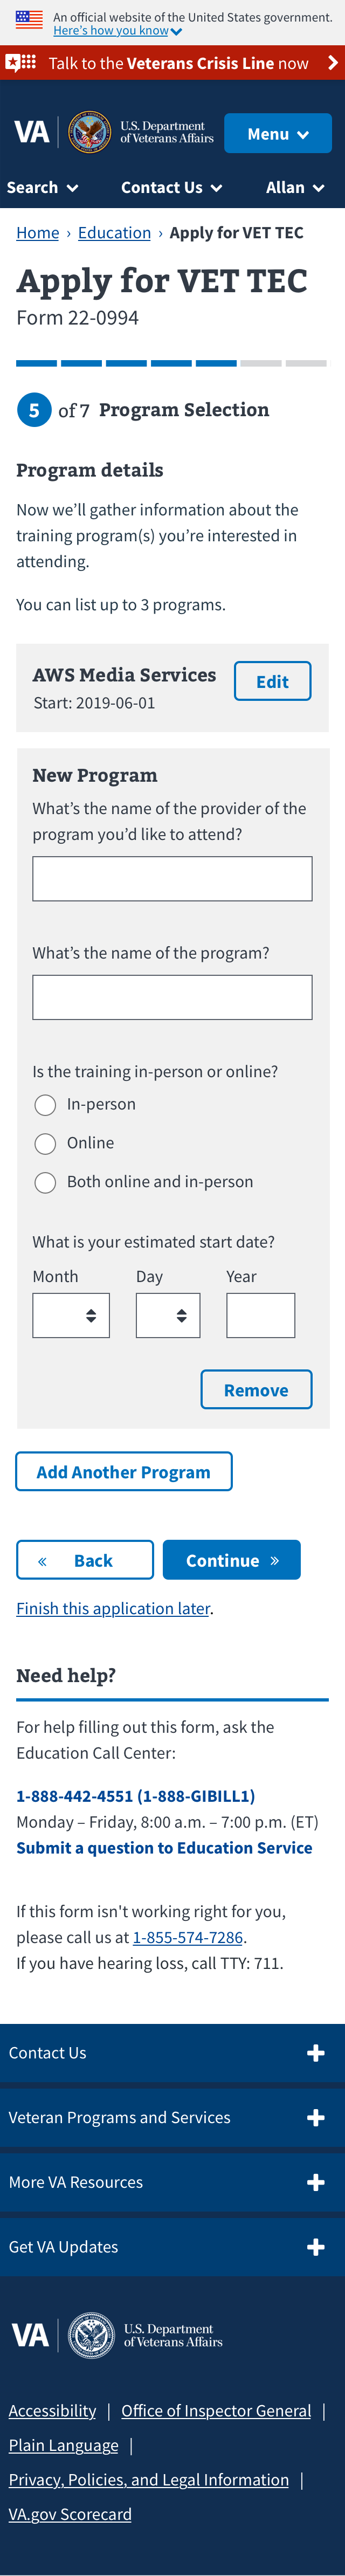 An official website of the United States government.
Here's how you know
Talk to the Veterans Crisis Line now
VA
U.S. Department
of Veterans Affairs
Menu
Search
Contact Us
Allan
Home › Education › Apply for VET TEC
Apply for VET TEC
Form 22-0994
5 of 7 Program Selection
Program details
Now we'll gather information about the
training program(s) you're interested in
attending.
You can list up to 3 programs.
AWS Media Services
Edit
Start: 2019-06-01
New Program
What's the name of the provider of the
program you'd like to attend?
What's the name of the program?
Is the training in-person or online?
In-person
Online
Both online and in-person
What is your estimated start date?
Month Day Year
Remove
Add Another Program
« Back
Continue »
Finish this application later.
Need help?
For help filling out this form, ask the
Education Call Center:
1-888-442-4551 (1-888-GIBILL1)
Monday – Friday, 8:00 a.m. – 7:00 p.m. (ET)
Submit a question to Education Service
If this form isn't working right for you,
please call us at 1-855-574-7286.
If you have hearing loss, call TTY: 711.
Contact Us
Veteran Programs and Services
More VA Resources
Get VA Updates
VA
U.S. Department
of Veterans Affairs
Accessibility | Office of Inspector General |
Plain Language |
Privacy, Policies, and Legal Information |
VA.gov Scorecard